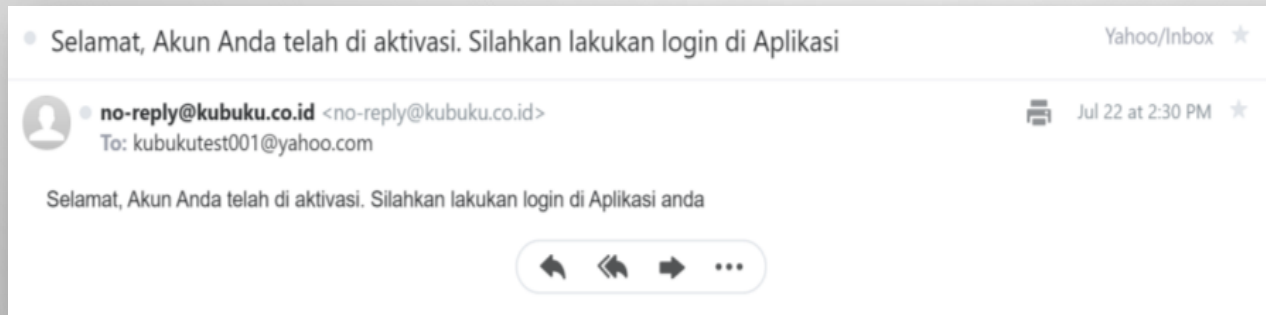 Selamat, Akun Anda telah di aktivasi. Silahkan lakukan login di Aplikasi
Yahoo/Inbox
no-reply@kubuku.co.id <no-reply@kubuku.co.id>
Jul 22 at 2:30 PM
To: kubukutest001@yahoo.com
Selamat, Akun Anda telah di aktivasi. Silahkan lakukan login di Aplikasi anda